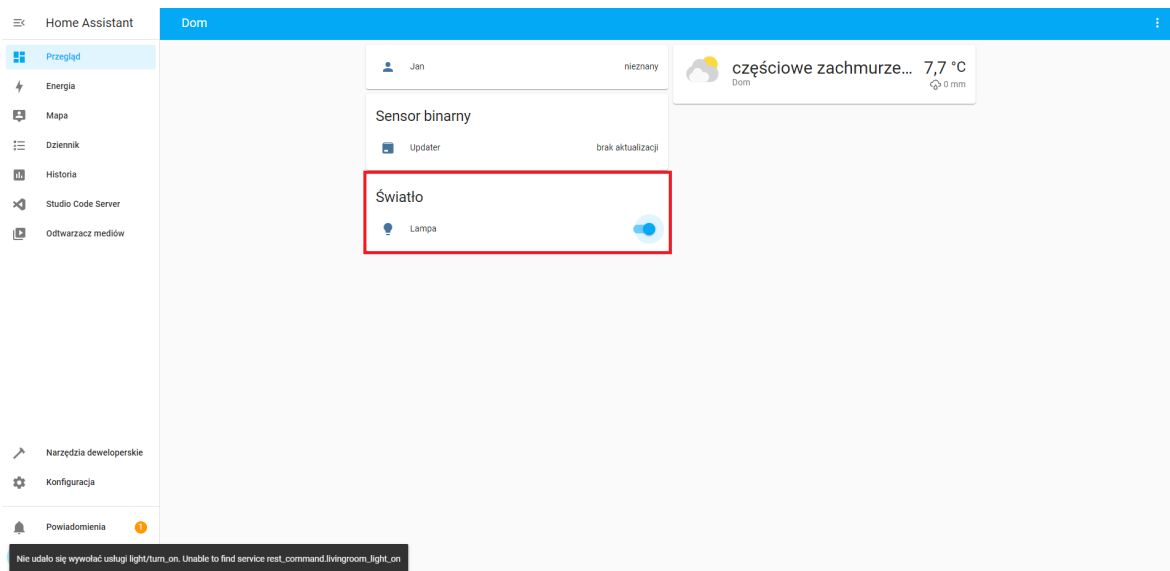 Home Assistant
Dom
Przegląd
Energia
Mapa
Dziennik
Historia
Studio Code Server
Odtwarzacz mediów
Narzędzia deweloperskie
Konfiguracja
Powiadomienia 1
Jan nieznany
Sensor binarny
Updater brak aktualizacji
Światło
Lampa
częściowe zachmurze... 7,7 °C
Dom 0 mm
Nie udało się wywołać usługi light/turn_on. Unable to find service rest_command.livingroom_light_on